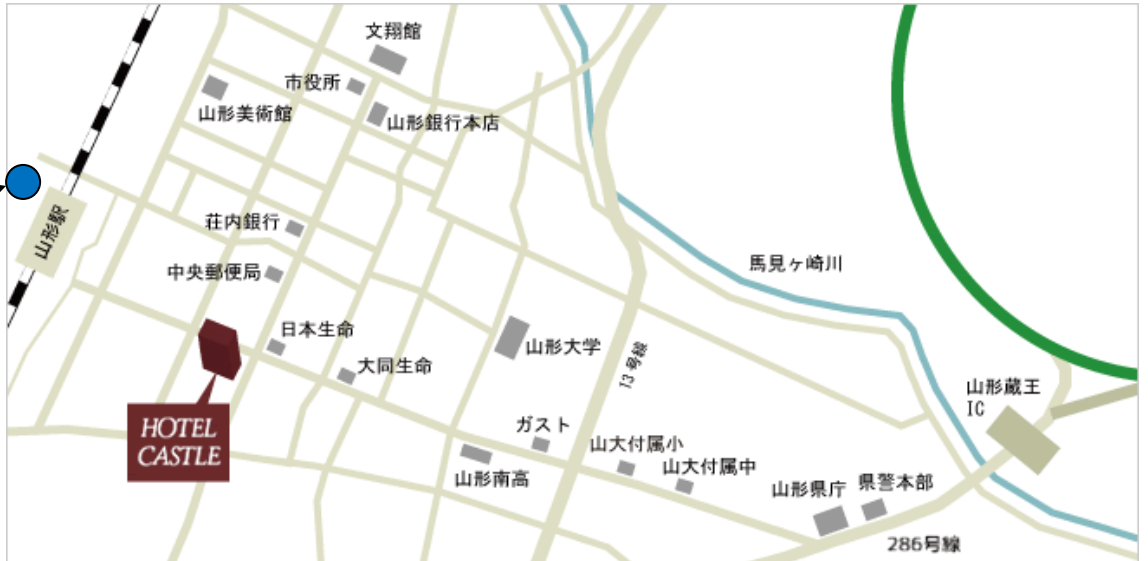 文翔館
市役所
山形美術館
山形銀行本店
山形駅
荘内銀行
中央郵便局
馬見ヶ崎川
日本生命
大同生命
山形大学
13号線
HOTEL
CASTLE
山形蔵王
IC
ガスト
山形南高
山大付属小
山大付属中
山形県庁
県警本部
286号線